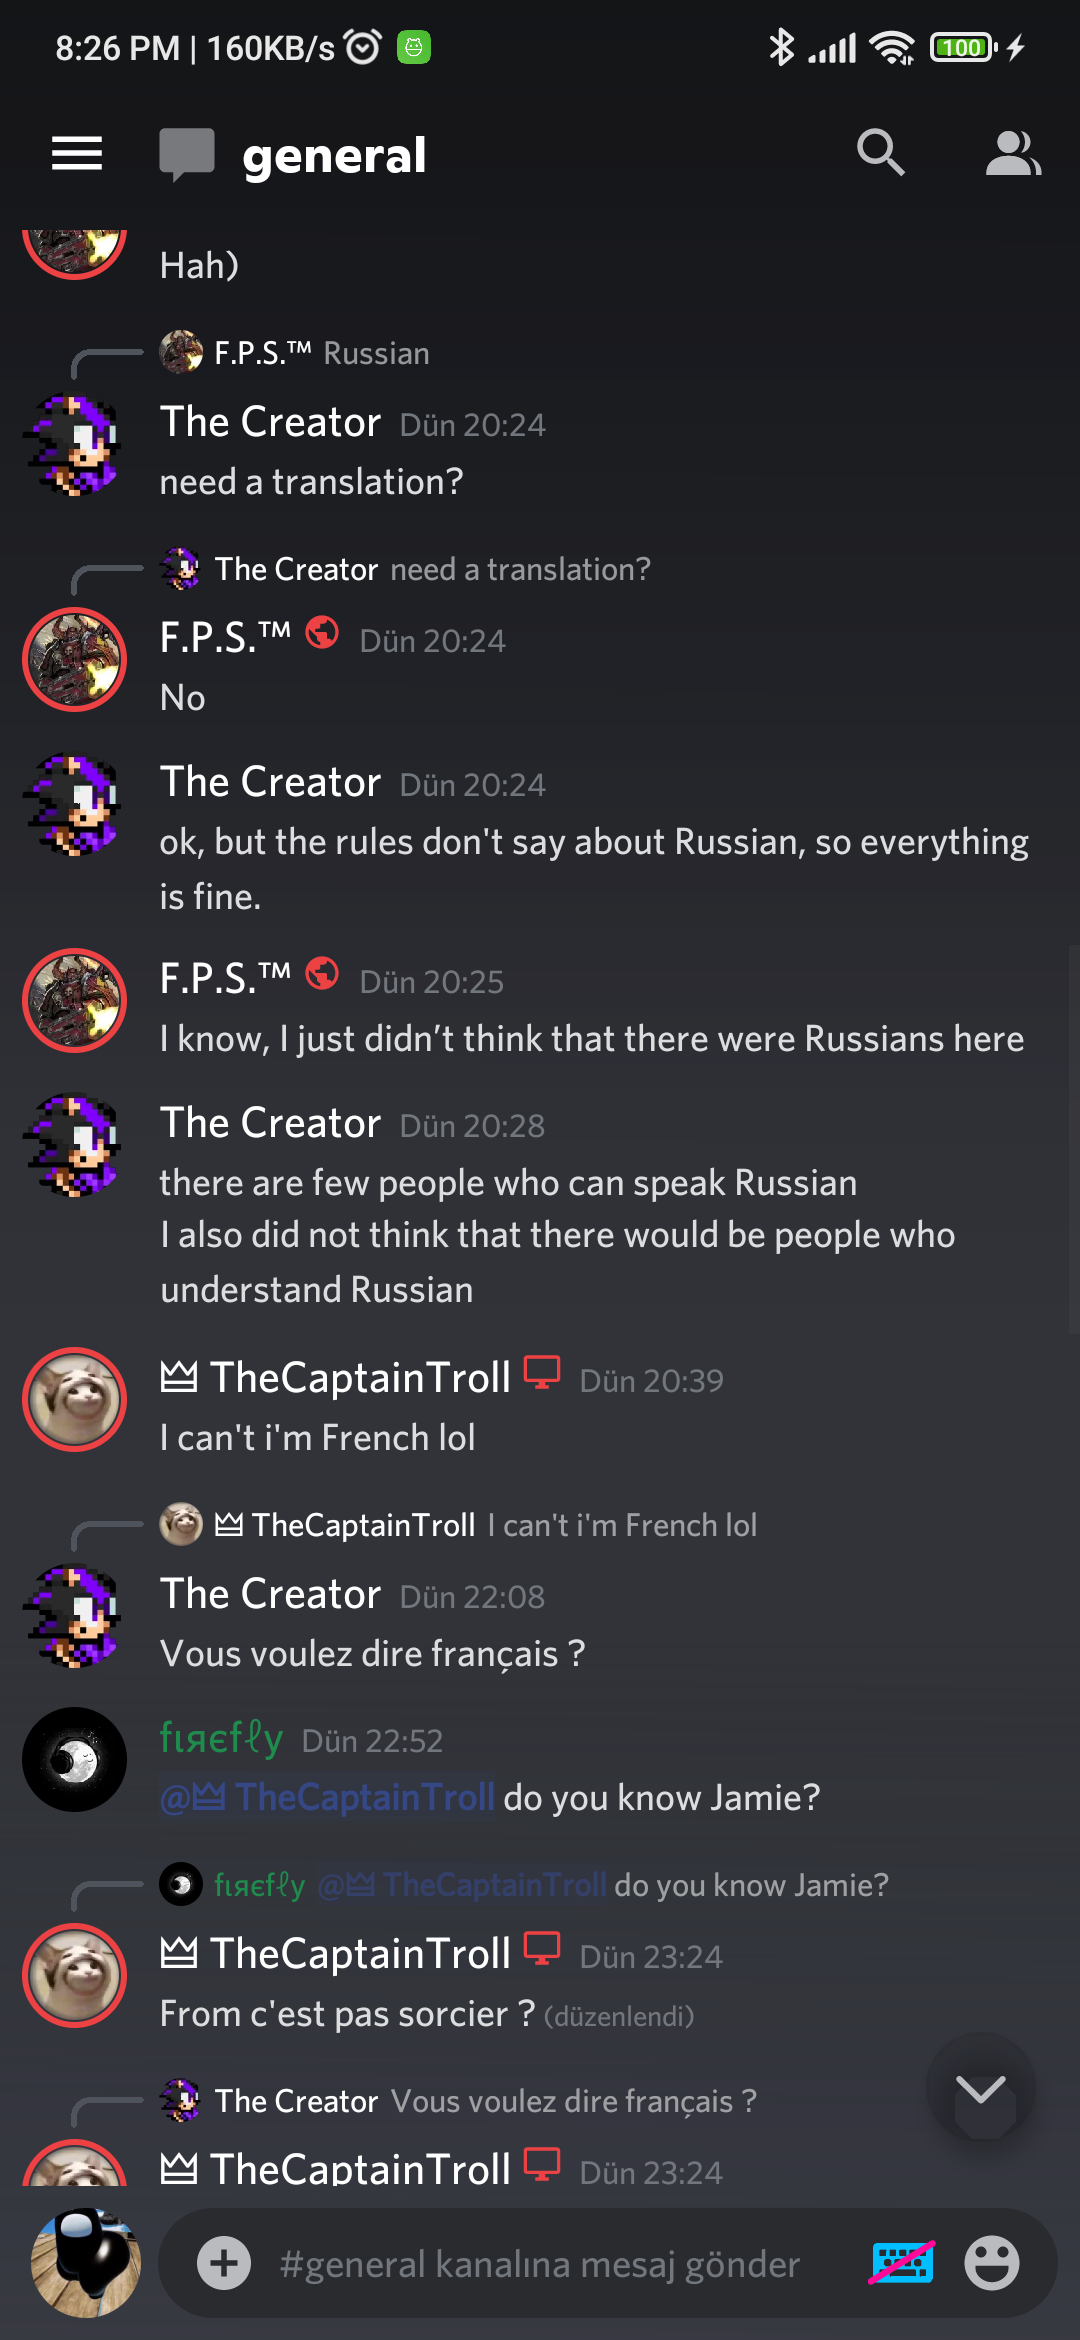 8:26 PM | 160KB/s
100
general
Hah)
F.P.S.™ Russian
The Creator Dün 20:24
need a translation?
The Creator need a translation?
F.P.S.™ Dün 20:24
No
The Creator Dün 20:24
ok, but the rules don't say about Russian, so everything
is fine.
F.P.S.™ Dün 20:25
I know, I just didn’t think that there were Russians here
The Creator Dün 20:28
there are few people who can speak Russian
I also did not think that there would be people who
understand Russian
TheCaptainTroll Dün 20:39
I can't i'm French lol
TheCaptainTroll I can't i'm French lol
The Creator Dün 22:08
Vous voulez dire français ?
fιяєfℓy Dün 22:52
@TheCaptainTroll do you know Jamie?
fιяєfℓy @TheCaptainTroll do you know Jamie?
TheCaptainTroll Dün 23:24
From c'est pas sorcier ? (düzenlendi)
The Creator Vous voulez dire français ?
TheCaptainTroll Dün 23:24
#general kanalına mesaj gönder